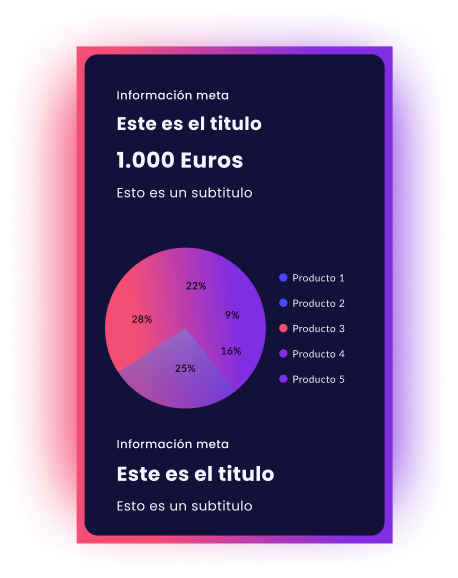 Información meta
Este es el titulo
1.000 Euros
Esto es un subtitulo
22%
9%
28%
16%
25%
Producto 1
Producto 2
Producto 3
Producto 4
Producto 5
Información meta
Este es el titulo
Esto es un subtitulo